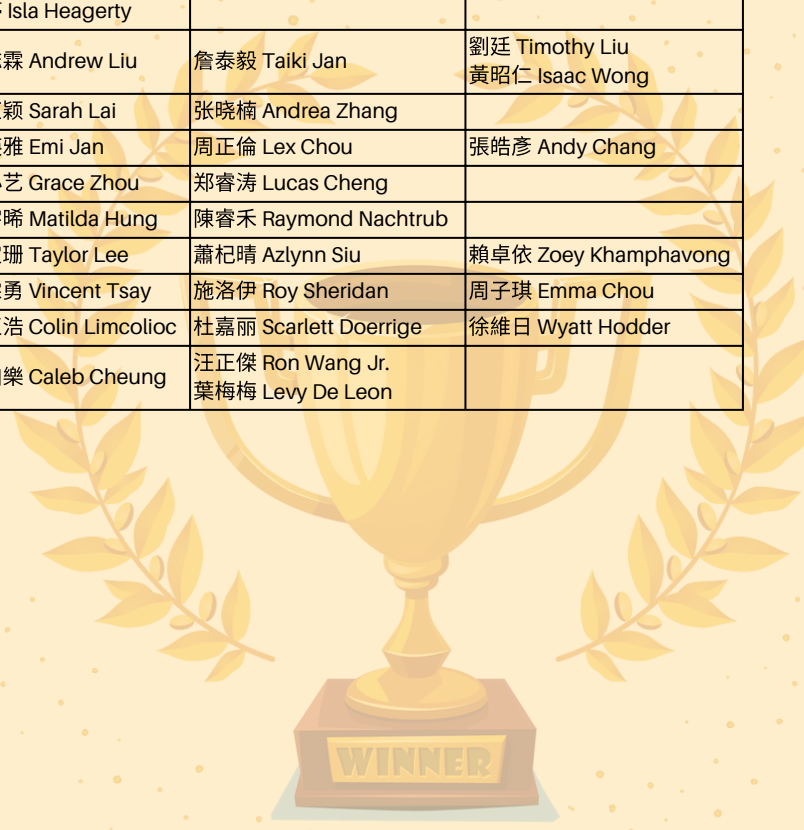 Isla Heagerty
霖 Andrew Liu
詹泰毅 Taiki Jan
劉廷 Timothy Liu
黃昭仁 Isaac Wong
颖 Sarah Lai
张晓楠 Andrea Zhang
雅 Emi Jan
周正倫 Lex Chou
張皓彥 Andy Chang
艺 Grace Zhou
郑睿涛 Lucas Cheng
晞 Matilda Hung
陳睿禾 Raymond Nachtrub
珊 Taylor Lee
蕭杞晴 Azlynn Siu
賴卓依 Zoey Khamphavong
勇 Vincent Tsay
施洛伊 Roy Sheridan
周子琪 Emma Chou
浩 Colin Limcolioc
杜嘉丽 Scarlett Doerrige
徐維日 Wyatt Hodder
樂 Caleb Cheung
汪正傑 Ron Wang Jr.
葉梅梅 Levy De Leon
WINNER